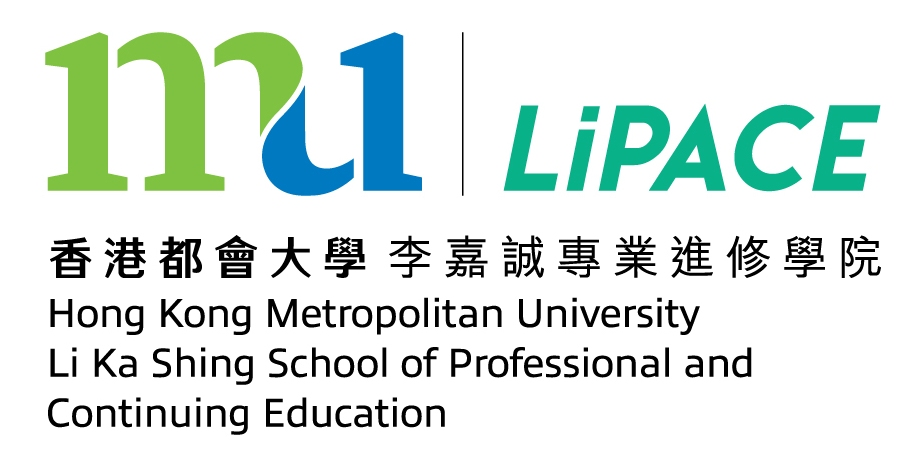 mu LiPACE
香港都會大學 李嘉誠專業進修學院
Hong Kong Metropolitan University
Li Ka Shing School of Professional and
Continuing Education